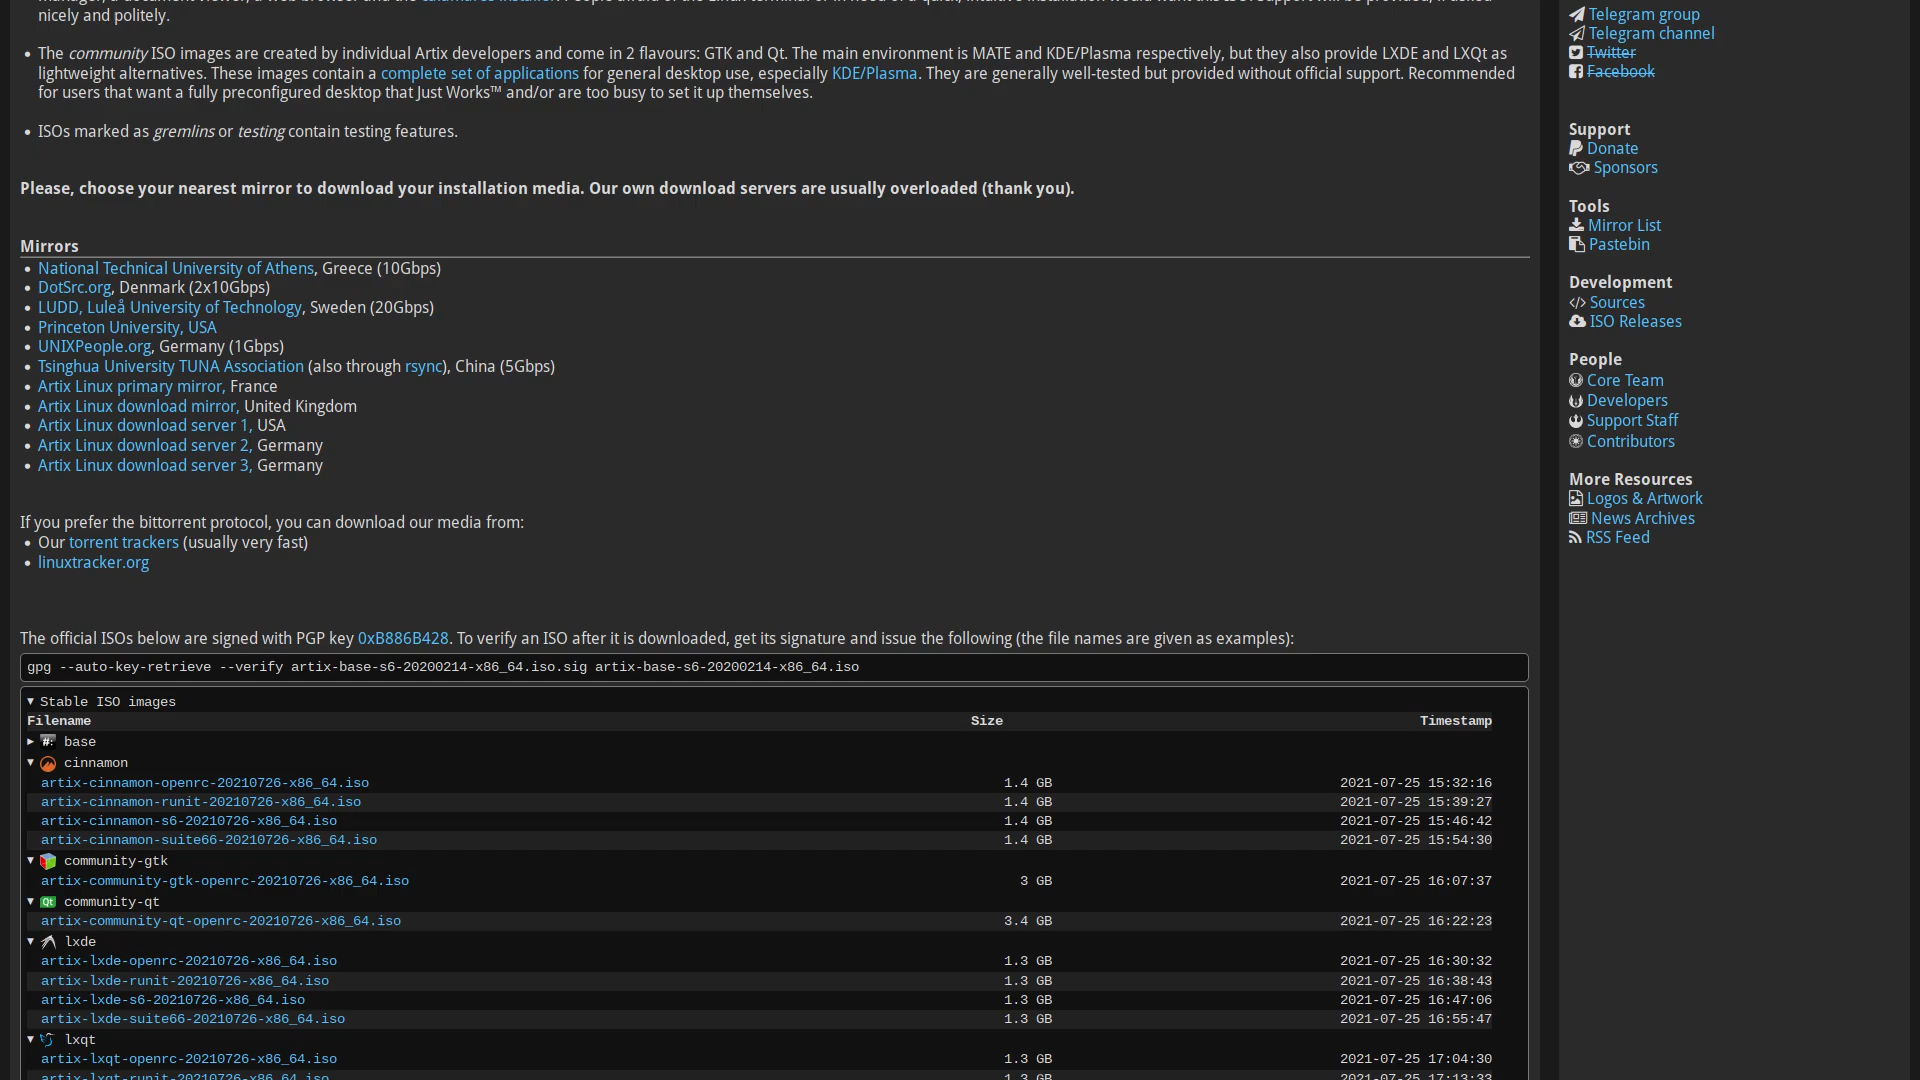 nicely and politely.
• The community ISO images are created by individual Artix developers and come in 2 flavours: GTK and Qt. The main environment is MATE and KDE/Plasma respectively, but they also provide LXDE and LXQt as
lightweight alternatives. These images contain a complete set of applications for general desktop use, especially KDE/Plasma. They are generally well-tested but provided without official support. Recommended
for users that want a fully preconfigured desktop that Just Works™ and/or are too busy to set it up themselves.
• ISOs marked as gremlins or testing contain testing features.
Please, choose your nearest mirror to download your installation media. Our own download servers are usually overloaded (thank you).
Mirrors
• National Technical University of Athens, Greece (10Gbps)
• DotSrc.org, Denmark (2x10Gbps)
• LUDD, Luleå University of Technology, Sweden (20Gbps)
• Princeton University, USA
• UNIXPeople.org, Germany (1Gbps)
• Tsinghua University TUNA Association (also through rsync), China (5Gbps)
• Artix Linux primary mirror, France
• Artix Linux download mirror, United Kingdom
• Artix Linux download server 1, USA
• Artix Linux download server 2, Germany
• Artix Linux download server 3, Germany
If you prefer the bittorrent protocol, you can download our media from:
• Our torrent trackers (usually very fast)
• linuxtracker.org
The official ISOs below are signed with PGP key 0xB886B428. To verify an ISO after it is downloaded, get its signature and issue the following (the file names are given as examples):
gpg --auto-key-retrieve --verify artix-base-s6-20200214-x86_64.iso.sig artix-base-s6-20200214-x86_64.iso
▼ Stable ISO images
Filename Size Timestamp
► base
▼ cinnamon
artix-cinnamon-openrc-20210726-x86_64.iso 1.4 GB 2021-07-25 15:32:16
artix-cinnamon-runit-20210726-x86_64.iso 1.4 GB 2021-07-25 15:39:27
artix-cinnamon-s6-20210726-x86_64.iso 1.4 GB 2021-07-25 15:46:42
artix-cinnamon-suite66-20210726-x86_64.iso 1.4 GB 2021-07-25 15:54:30
▼ community-gtk
artix-community-gtk-openrc-20210726-x86_64.iso 3 GB 2021-07-25 16:07:37
▼ Qt community-qt
artix-community-qt-openrc-20210726-x86_64.iso 3.4 GB 2021-07-25 16:22:23
▼ lxde
artix-lxde-openrc-20210726-x86_64.iso 1.3 GB 2021-07-25 16:30:32
artix-lxde-runit-20210726-x86_64.iso 1.3 GB 2021-07-25 16:38:43
artix-lxde-s6-20210726-x86_64.iso 1.3 GB 2021-07-25 16:47:06
artix-lxde-suite66-20210726-x86_64.iso 1.3 GB 2021-07-25 16:55:47
▼ lxqt
artix-lxqt-openrc-20210726-x86_64.iso 1.3 GB 2021-07-25 17:04:30
artix-lxqt-runit-20210726-x86_64.iso 1.3 GB 2021-07-25 17:13:33
Telegram group
Telegram channel
Twitter
Facebook
Support
Donate
Sponsors
Tools
Mirror List
Pastebin
Development
Sources
ISO Releases
People
Core Team
Developers
Support Staff
Contributors
More Resources
Logos & Artwork
News Archives
RSS Feed